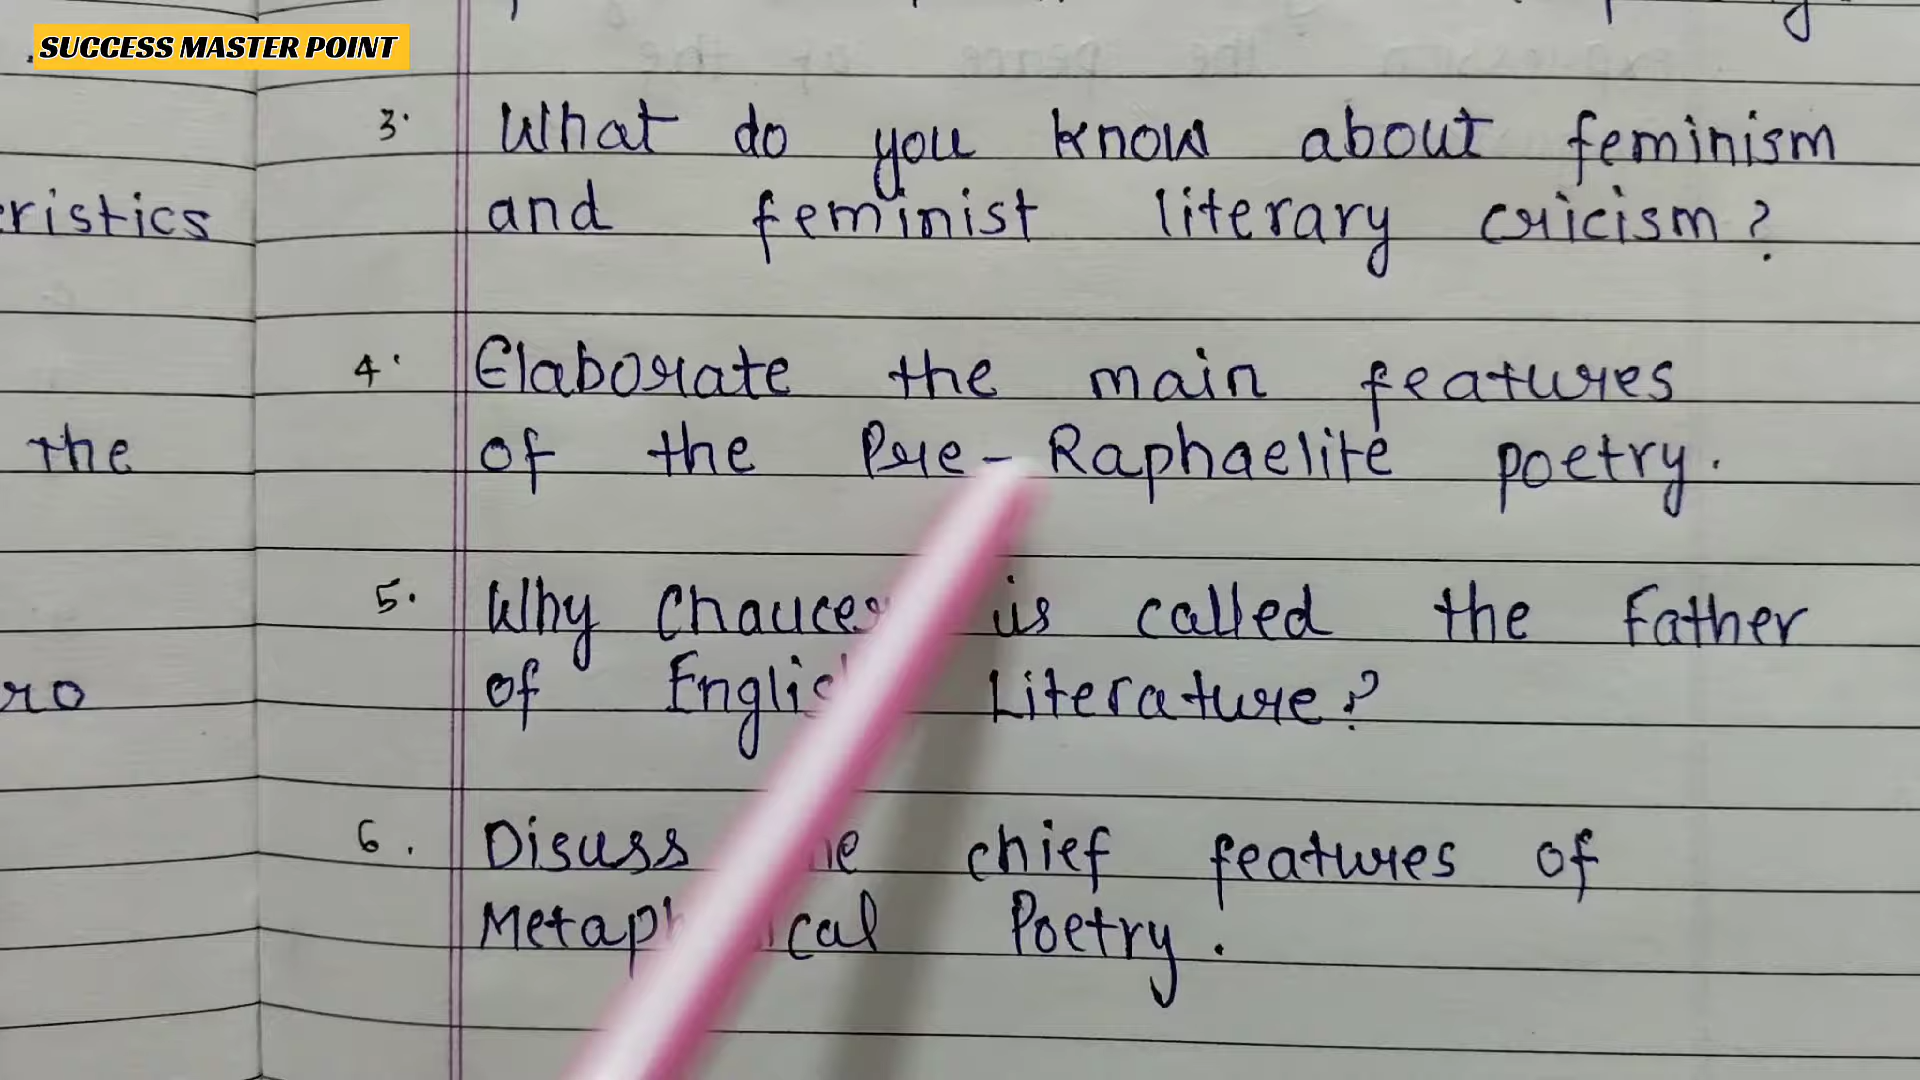 SUCCESS MASTER POINT
3. What do you know about feminism
ristics and feminist literary cricism?
4. Elaborate the main features
the of the Pre-Raphaelite poetry.
5. Why Chaucer is called the Father
of English Literature?
6. Disuss chief features of
Poetry.